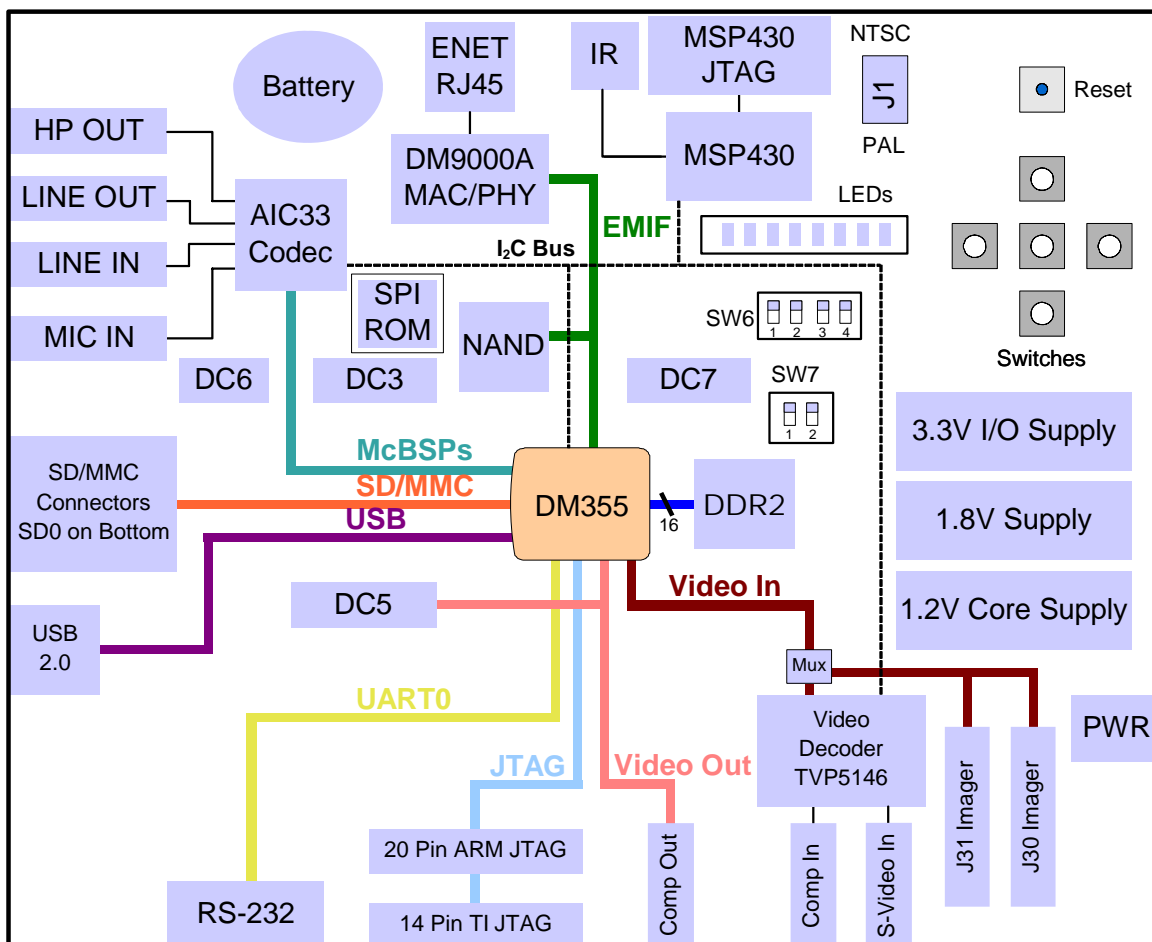 Battery
ENET
RJ45
IR
MSP430
JTAG
NTSC
J1
PAL
Reset
HP OUT
LINE OUT
LINE IN
MIC IN
AIC33
Codec
DM9000A
MAC/PHY
MSP430
EMIF
LEDs
I2C Bus
SPI
ROM
NAND
SW6
1 2 3 4
Switches
DC6
DC3
DC7
SW7
1 2
3.3V I/O Supply
1.8V Supply
1.2V Core Supply
McBSPs
SD/MMC
USB
SD/MMC
Connectors
SD0 on Bottom
DM355
16
DDR2
USB
2.0
DC5
Video In
Mux
UART0
JTAG
Video Out
Video
Decoder
TVP5146
PWR
J31 Imager
J30 Imager
20 Pin ARM JTAG
14 Pin TI JTAG
RS-232
Comp Out
Comp In
S-Video In